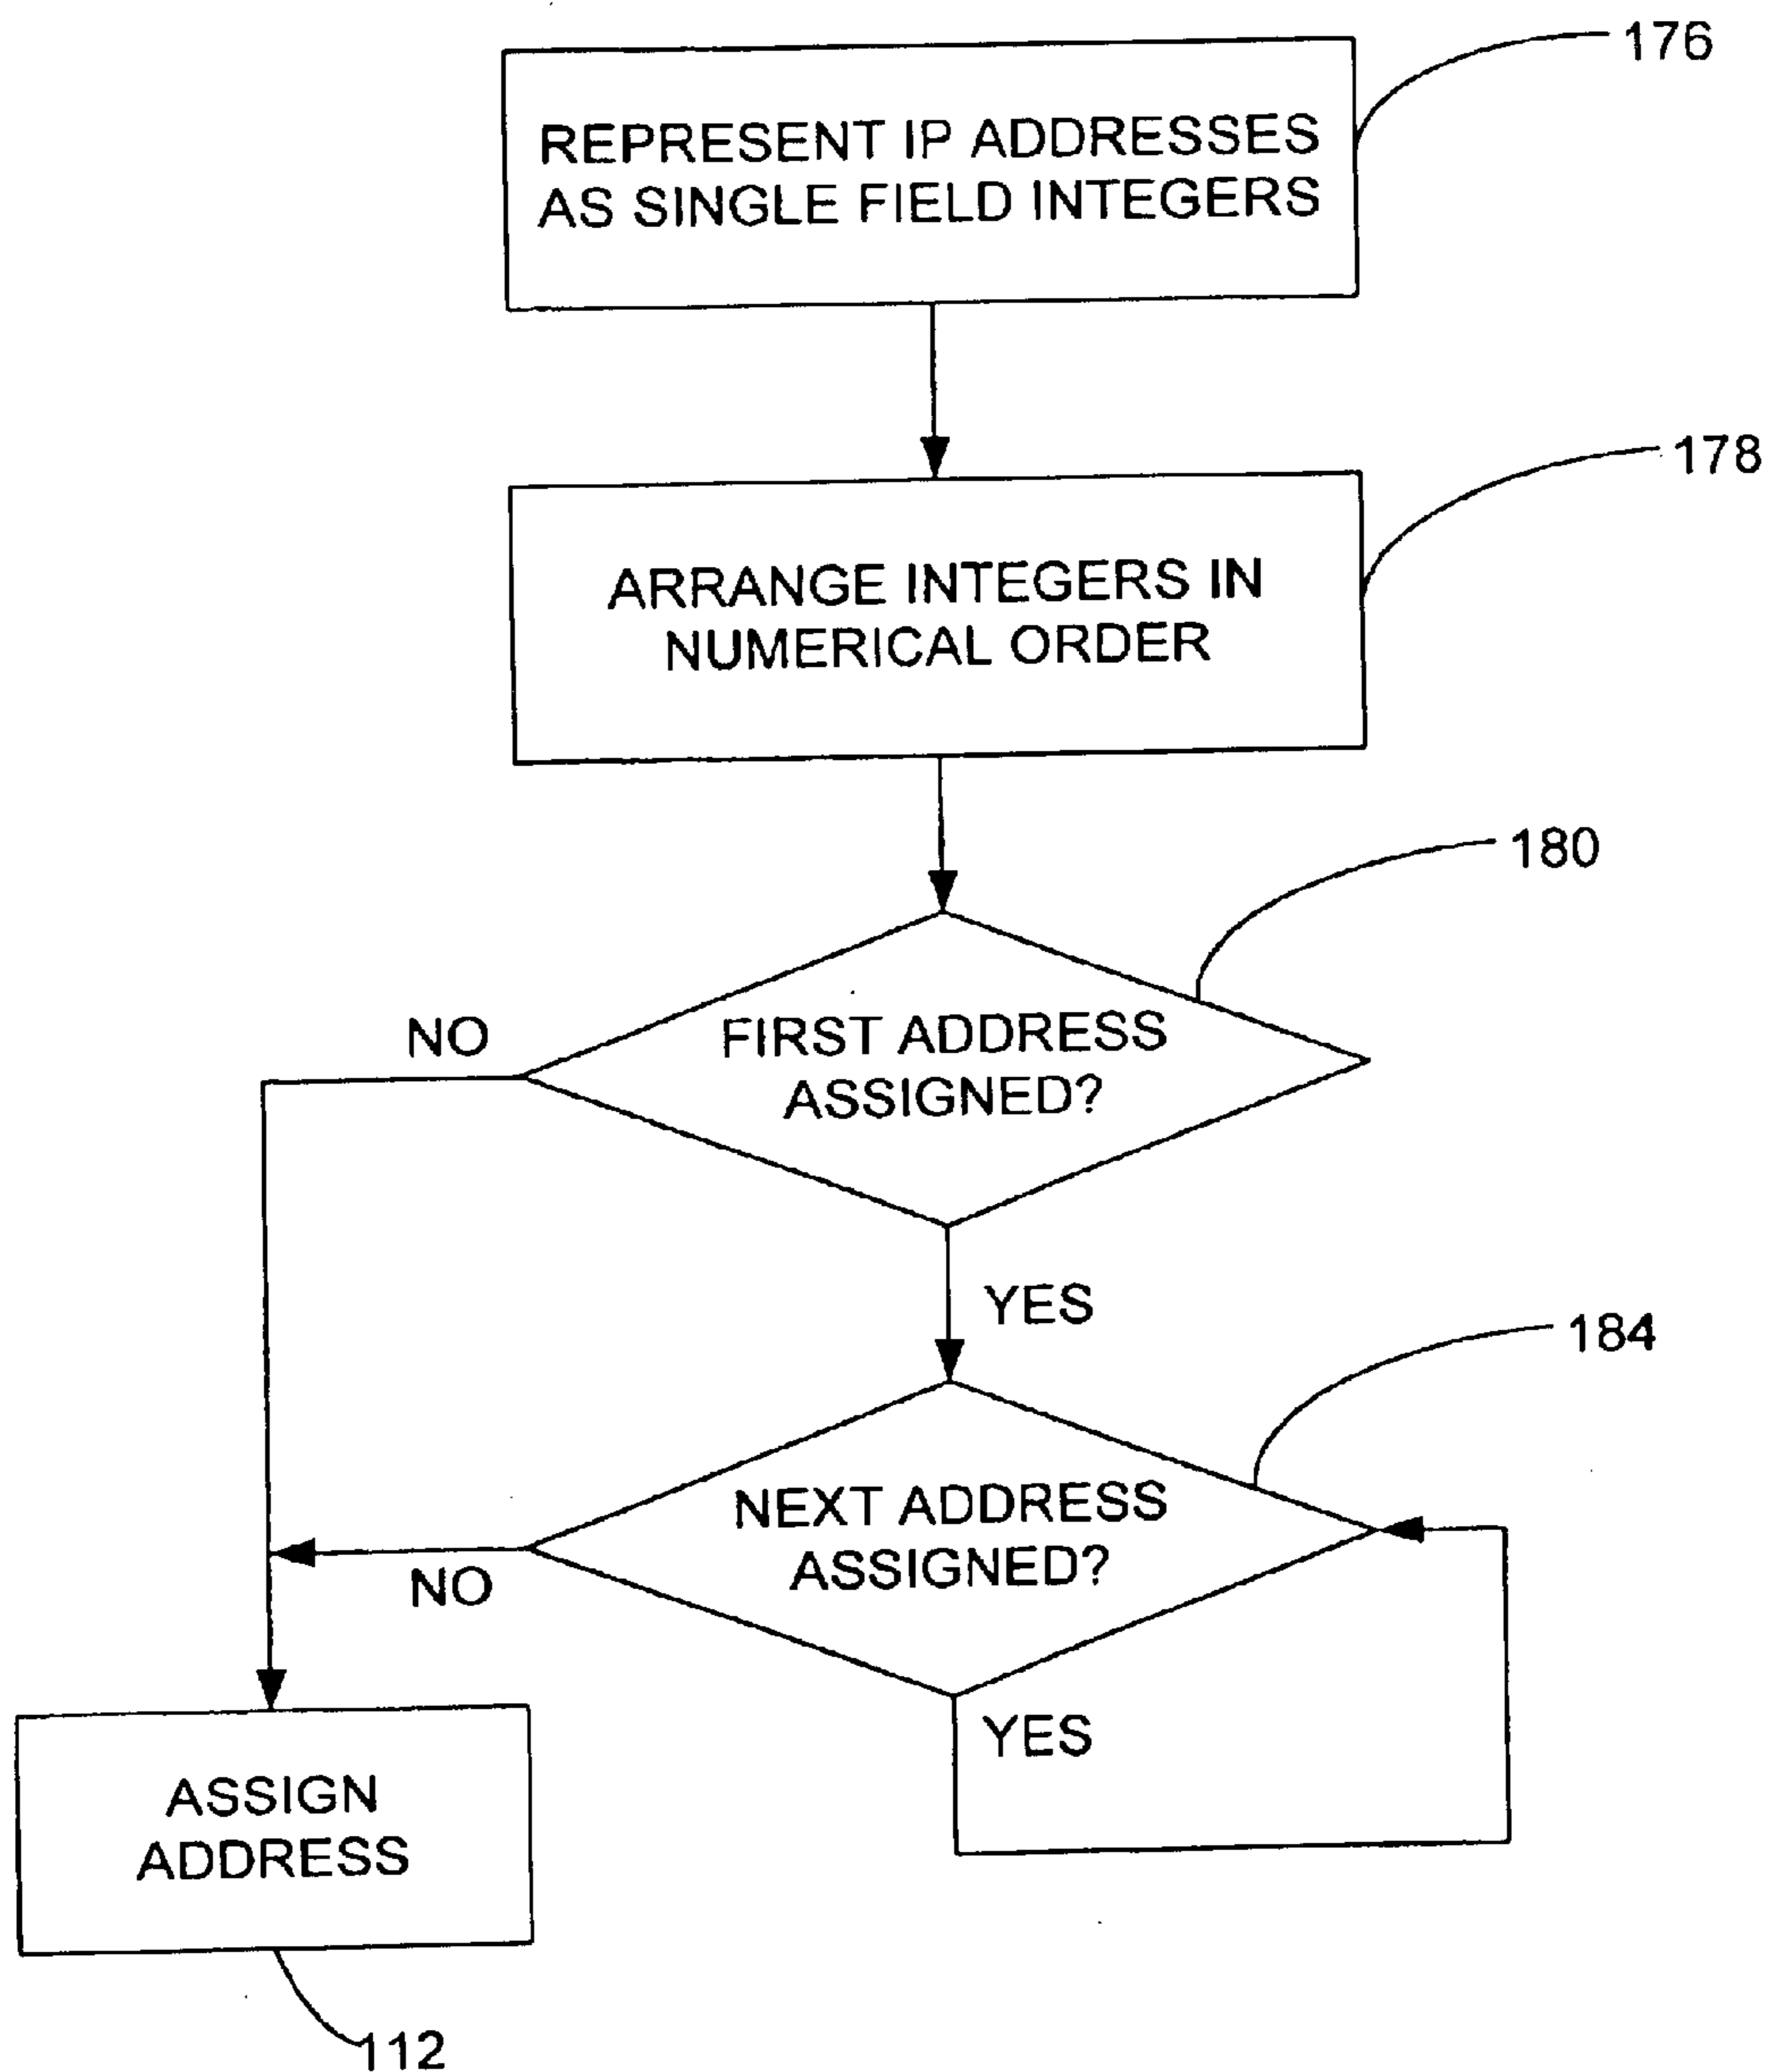 176
REPRESENT IP ADDRESSES
AS SINGLE FIELD INTEGERS
178
ARRANGE INTEGERS IN
NUMERICAL ORDER
180
NO
FIRST ADDRESS
ASSIGNED?
YES
184
NEXT ADDRESS
ASSIGNED?
NO
YES
ASSIGN
ADDRESS
112